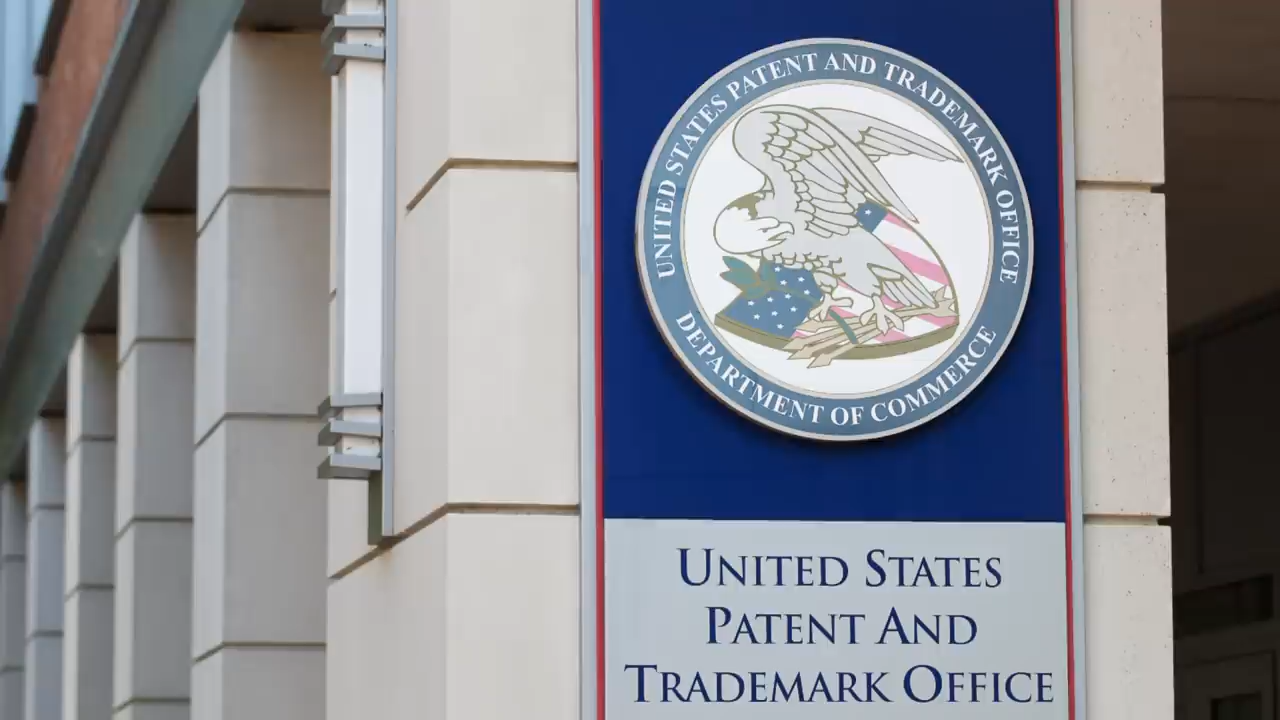 UNITED STATES PATENT AND TRADEMARK OFFICE
DEPARTMENT OF COMMERCE
UNITED STATES
PATENT AND
TRADEMARK OFFICE